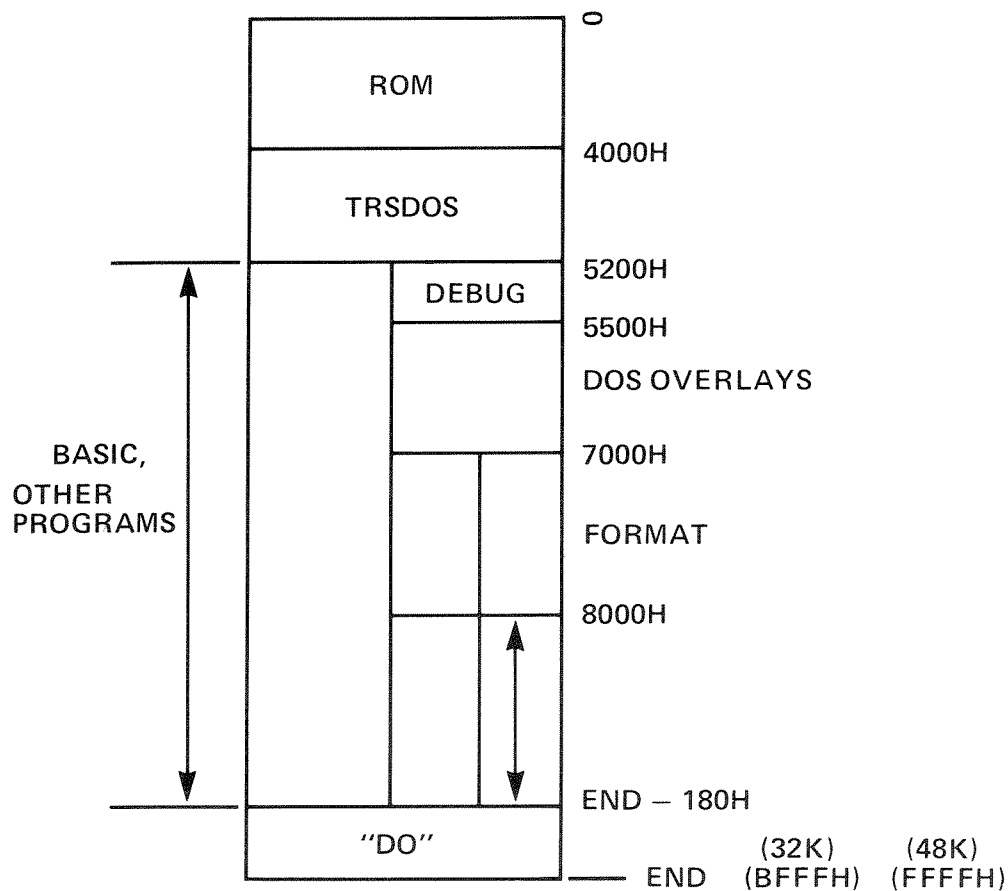 0
ROM
4000H
TRSDOS
5200H
DEBUG
5500H
DOS OVERLAYS
BASIC,
OTHER
PROGRAMS
7000H
FORMAT
8000H
END – 180H
"DO"
(32K) (48K)
END (BFFFH) (FFFFH)